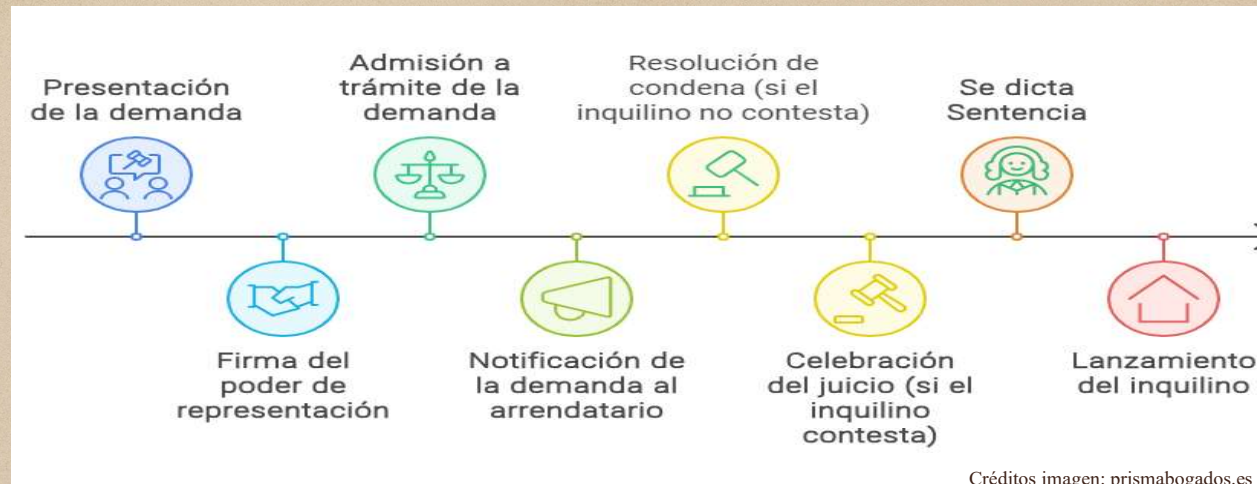 Presentación
de la demanda
Firma del
poder de
representación
Admisión a
trámite de la
demanda
Notificación de
la demanda al
arrendatario
Resolución de
condena (si el
inquilino no contesta)
Celebración
del juicio (si el
inquilino
contesta)
Se dicta
Sentencia
Lanzamiento
del inquilino
Créditos imagen: prismabogados.es